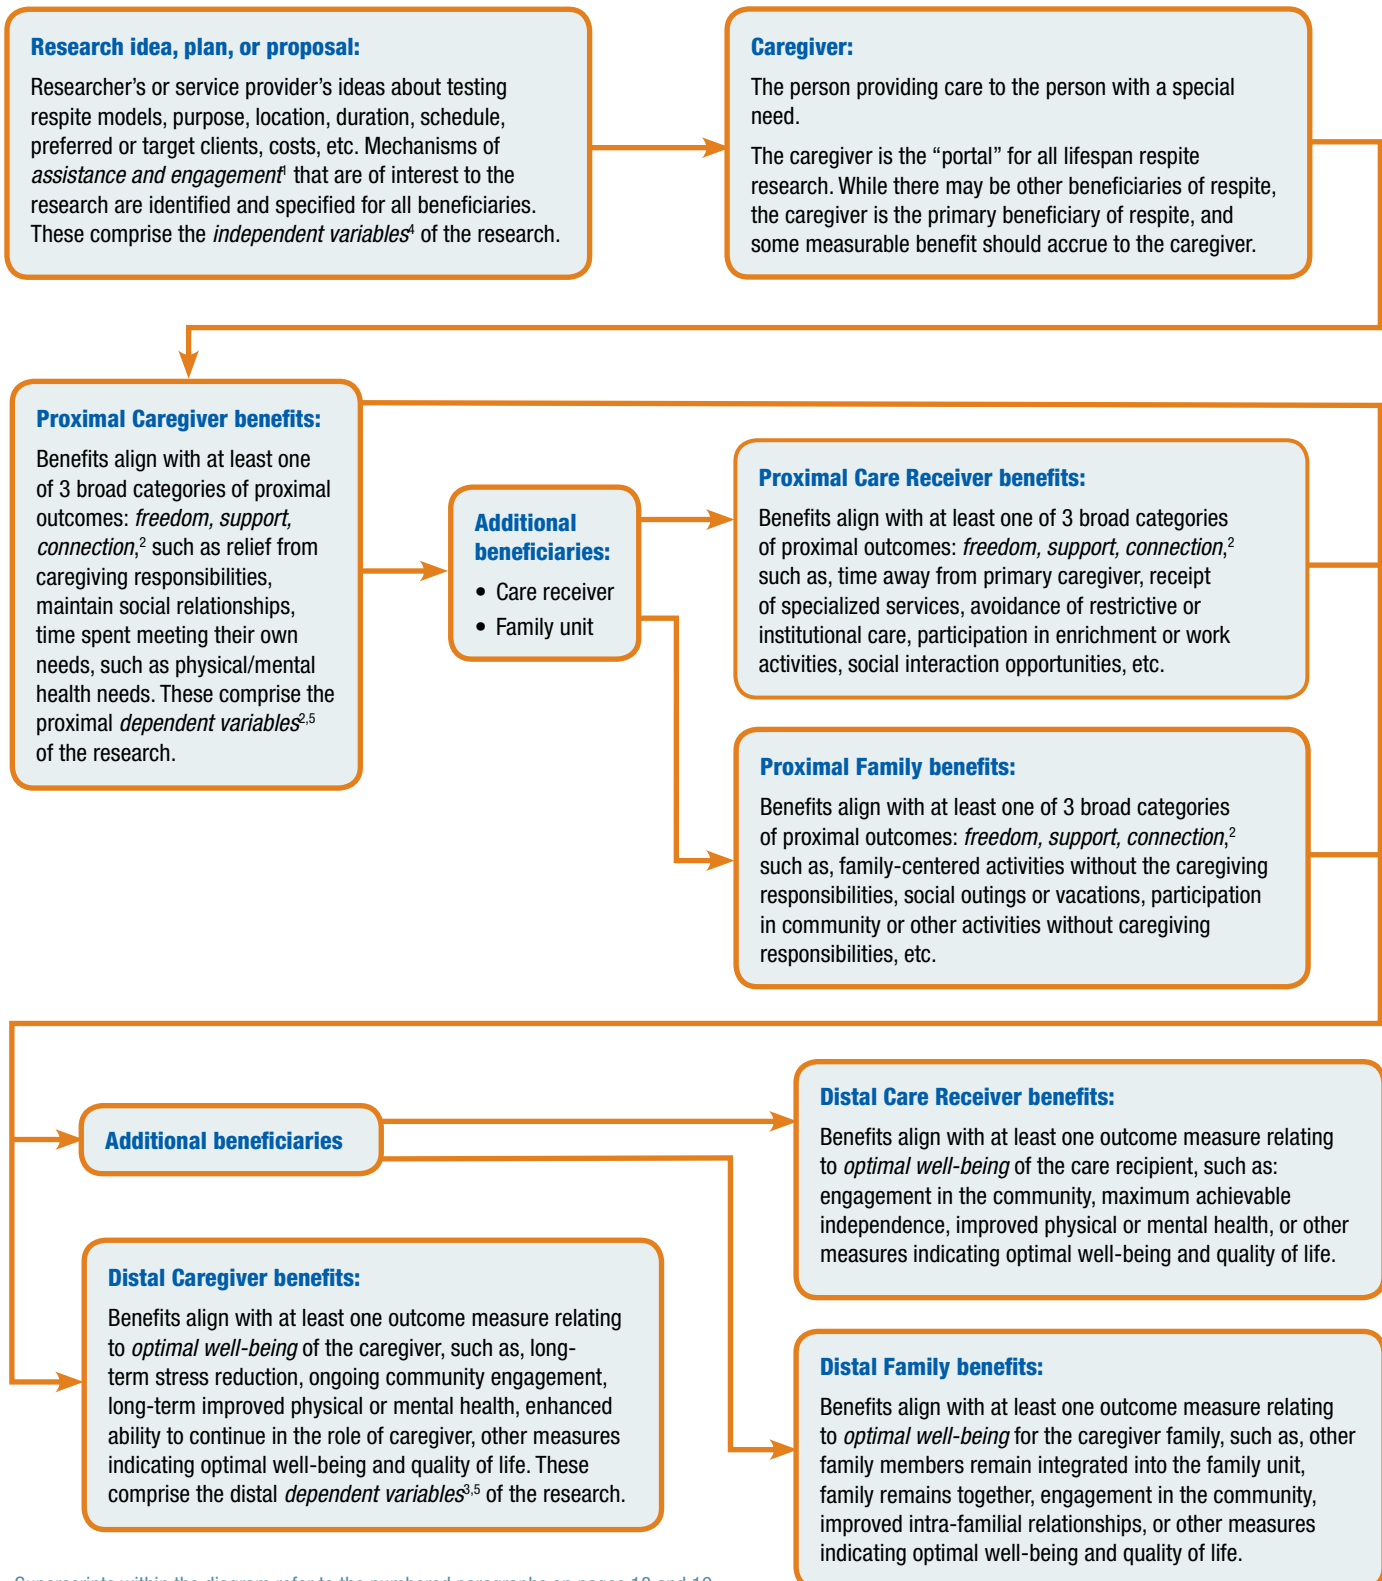 Research idea, plan, or proposal:
Researcher's or service provider's ideas about testing
respite models, purpose, location, duration, schedule,
preferred or target clients, costs, etc. Mechanisms of
assistance and engagement¹ that are of interest to the
research are identified and specified for all beneficiaries.
These comprise the independent variables⁴ of the research.
Caregiver:
The person providing care to the person with a special
need.
The caregiver is the “portal” for all lifespan respite
research. While there may be other beneficiaries of respite,
the caregiver is the primary beneficiary of respite, and
some measurable benefit should accrue to the caregiver.
Proximal Caregiver benefits:
Benefits align with at least one
of 3 broad categories of proximal
outcomes: freedom, support,
connection,² such as relief from
caregiving responsibilities,
maintain social relationships,
time spent meeting their own
needs, such as physical/mental
health needs. These comprise the
proximal dependent variables²,⁵
of the research.
Additional
beneficiaries:
• Care receiver
• Family unit
Proximal Care Receiver benefits:
Benefits align with at least one of 3 broad categories
of proximal outcomes: freedom, support, connection,²
such as, time away from primary caregiver, receipt
of specialized services, avoidance of restrictive or
institutional care, participation in enrichment or work
activities, social interaction opportunities, etc.
Proximal Family benefits:
Benefits align with at least one of 3 broad categories
of proximal outcomes: freedom, support, connection,²
such as, family-centered activities without the caregiving
responsibilities, social outings or vacations, participation
in community or other activities without caregiving
responsibilities, etc.
Additional beneficiaries
Distal Care Receiver benefits:
Benefits align with at least one outcome measure relating
to optimal well-being of the care recipient, such as:
engagement in the community, maximum achievable
independence, improved physical or mental health, or other
measures indicating optimal well-being and quality of life.
Distal Caregiver benefits:
Benefits align with at least one outcome measure relating
to optimal well-being of the caregiver, such as, long-
term stress reduction, ongoing community engagement,
long-term improved physical or mental health, enhanced
ability to continue in the role of caregiver, other measures
indicating optimal well-being and quality of life. These
comprise the distal dependent variables³,⁵ of the research.
Distal Family benefits:
Benefits align with at least one outcome measure relating
to optimal well-being for the caregiver family, such as, other
family members remain integrated into the family unit,
family remains together, engagement in the community,
improved intra-familial relationships, or other measures
indicating optimal well-being and quality of life.
Superscripts within the diagram refer to the numbered paragraphs on pages